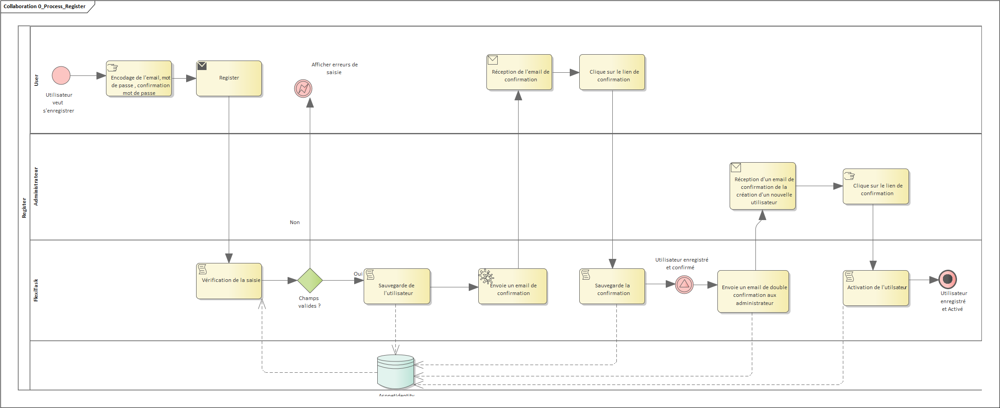 Collaboration 0_Process_Register
Register
User
Utilisateur
veut
s'enregistrer
Encodage de l'email, mot
de passe , confirmation
mot de passe
Register
Afficher erreurs de
saisie
Réception de l'email de
confirmation
Clique sur le lien de
confirmation
Administrateur
Non
Réception d'un email de
confirmation de la
création d'un nouvelle
utilisateur
Clique sur le lien de
confirmation
FlexiTask
Vérification de la saisie
Champs
valides ?
Oui
Sauvegarde de
l'utilisateur
Envoie un email de
confirmation
Sauvegarde la
confirmation
Utilisateur enregistré
et confirmé
Envoie un email de double
confirmation aux
administrateur
Activation de l'utilsateur
Utilisateur
enregistré
et Activé
AspnetIdentity